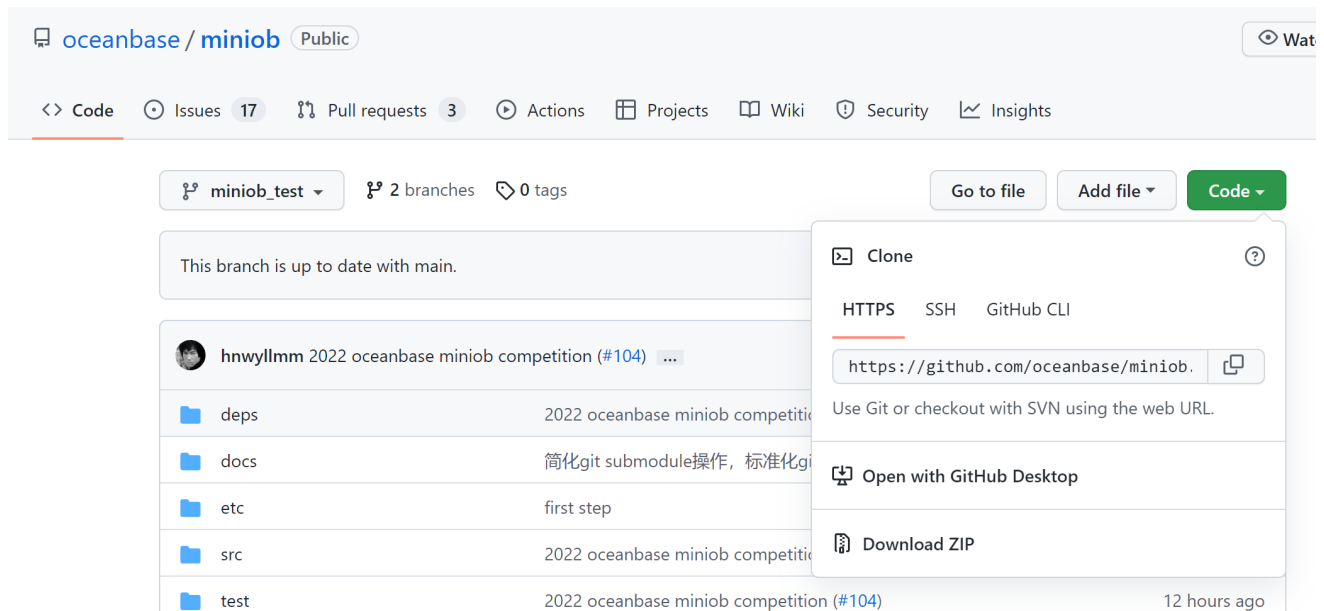 oceanbase / miniob Public
Wat
Code Issues 17 Pull requests 3 Actions Projects Wiki Security Insights
miniob_test 2 branches 0 tags Go to file Add file Code
This branch is up to date with main.
Clone
HTTPS SSH GitHub CLI
https://github.com/oceanbase/miniob.
Use Git or checkout with SVN using the web URL.
Open with GitHub Desktop
Download ZIP
hnwyllmm 2022 oceanbase miniob competition (#104) ...
deps 2022 oceanbase miniob competitio
docs 简化git submodule操作，标准化gi
etc first step
src 2022 oceanbase miniob competitio
test 2022 oceanbase miniob competition (#104) 12 hours ago